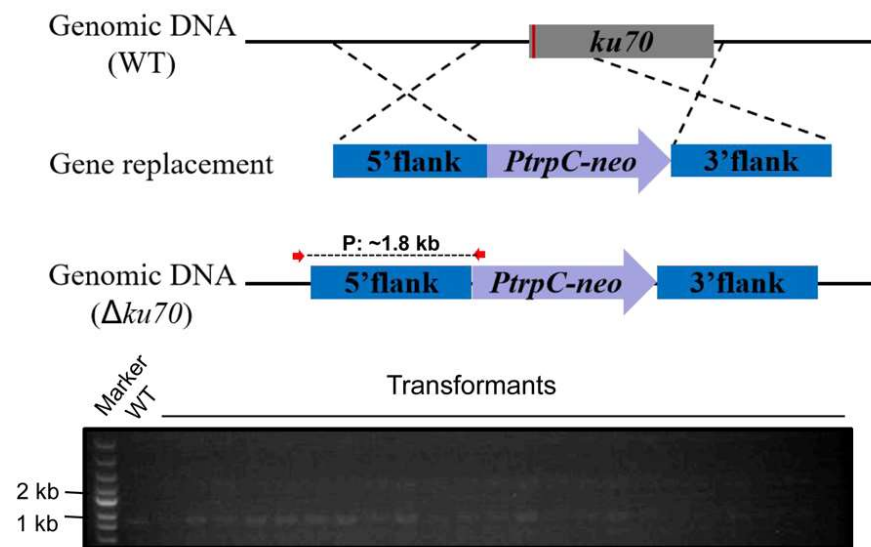 Genomic DNA
(WT)
ku70
Gene replacement
5’flank
PtrpC-neo
3’flank
P: ~1.8 kb
Genomic DNA
(Δku70)
5’flank
PtrpC-neo
3’flank
Marker
WT
Transformants
2 kb
1 kb